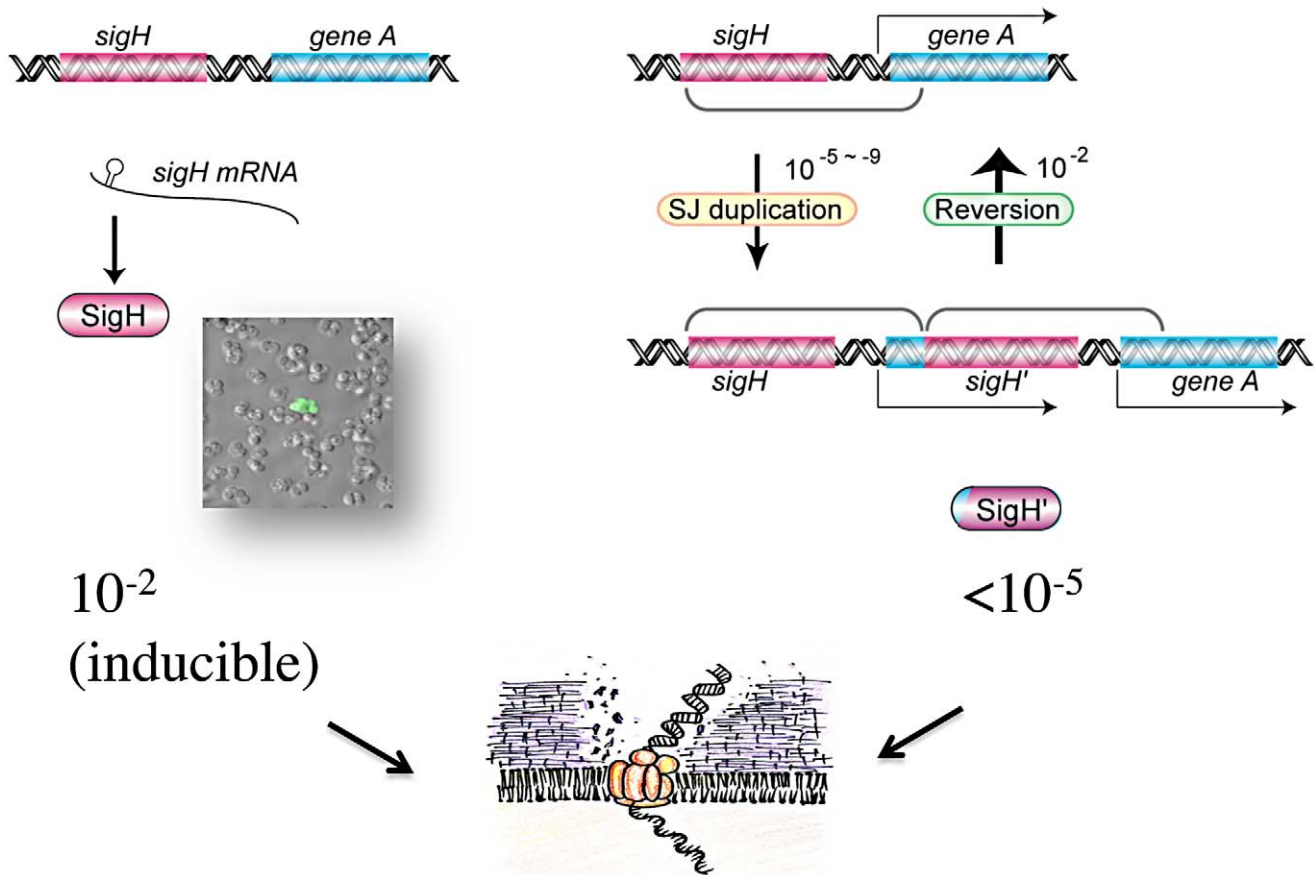 sigH gene A
sigH mRNA
SigH
10⁻²
(inducible)
sigH gene A
10⁻⁵ ~ ⁻⁹
SJ duplication
10⁻²
Reversion
sigH sigH' gene A
SigH'
<10⁻⁵